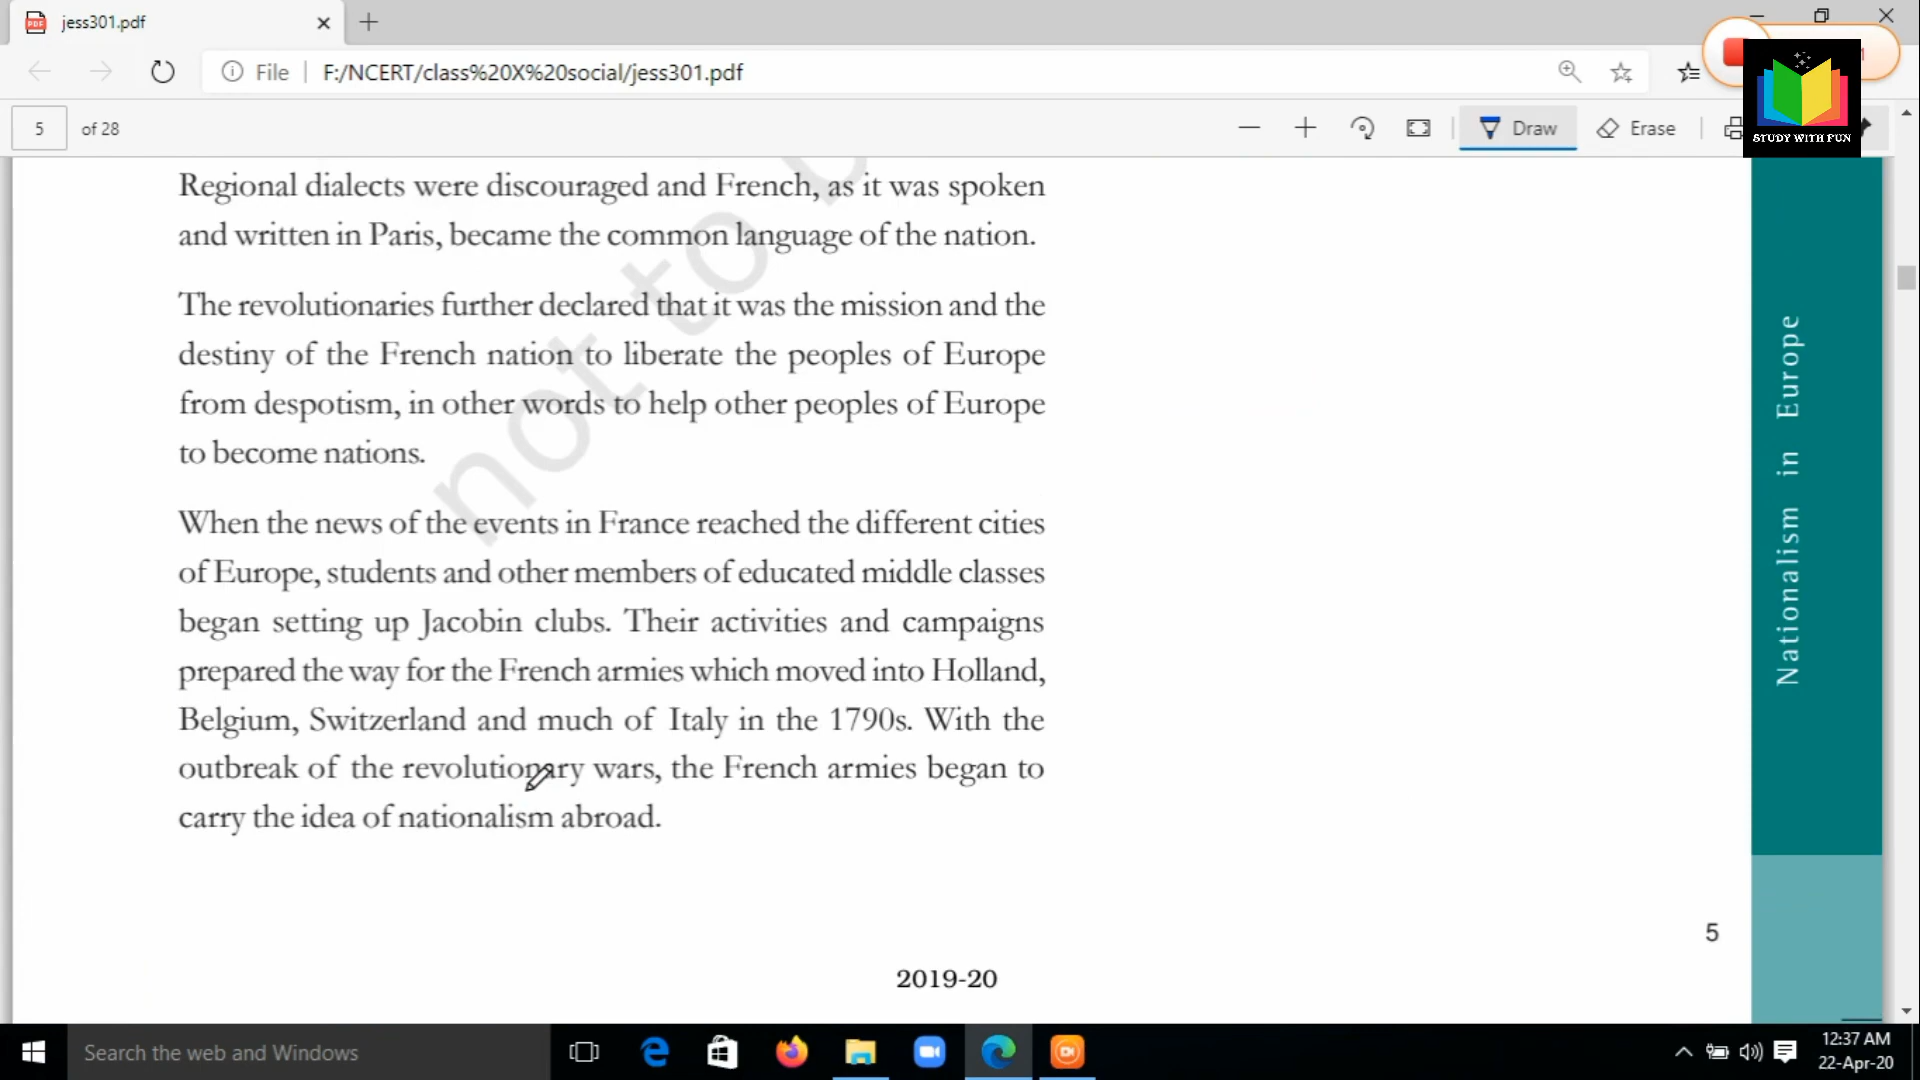 jess301.pdf
File
F:/NCERT/class%20X%20social/jess301.pdf
5
of 28
Draw
Erase
STUDY WITH FUN
Regional dialects were discouraged and French, as it was spoken
and written in Paris, became the common language of the nation.
The revolutionaries further declared that it was the mission and the
destiny of the French nation to liberate the peoples of Europe
from despotism, in other words to help other peoples of Europe
to become nations.
When the news of the events in France reached the different cities
of Europe, students and other members of educated middle classes
began setting up Jacobin clubs. Their activities and campaigns
prepared the way for the French armies which moved into Holland,
Belgium, Switzerland and much of Italy in the 1790s. With the
outbreak of the revolutionary wars, the French armies began to
carry the idea of nationalism abroad.
not to b
Nationalism in Europe
5
2019-20
Search the web and Windows
12:37 AM
22-Apr-20